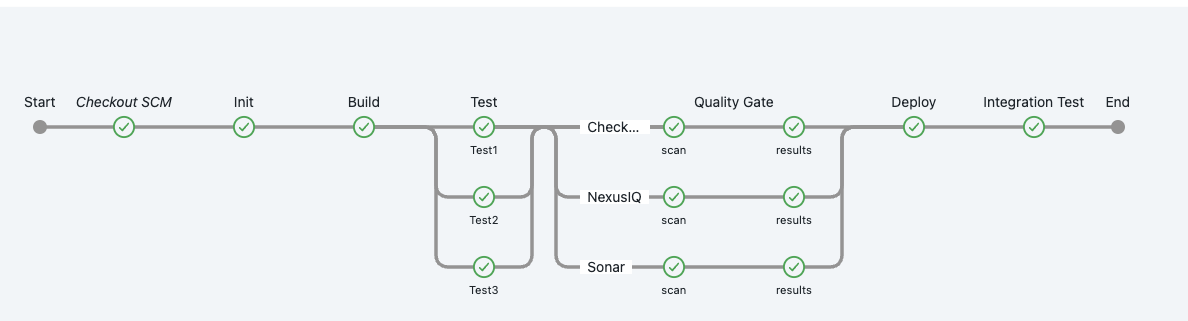 Start Checkout SCM Init Build Test Quality Gate Deploy Integration Test End
Check...
Test1 scan results
NexusIQ
Test2 scan results
Sonar
Test3 scan results